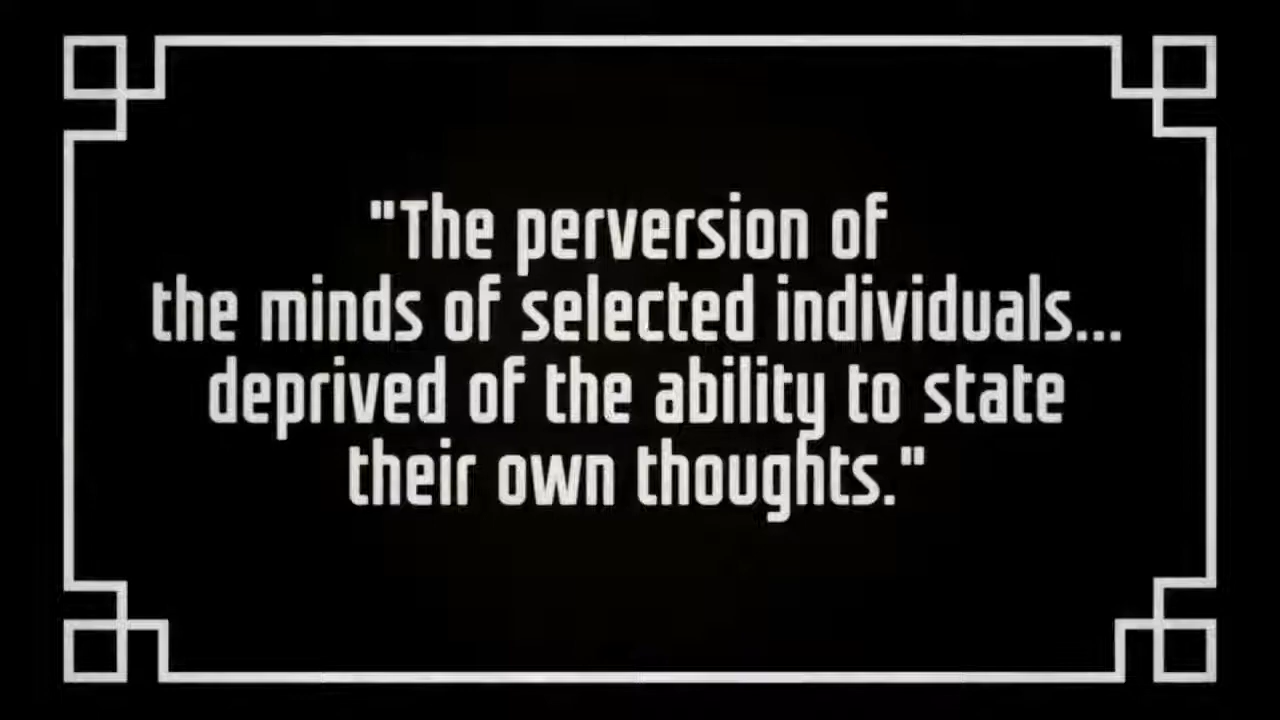 "The perversion of
the minds of selected individuals...
deprived of the ability to state
their own thoughts."